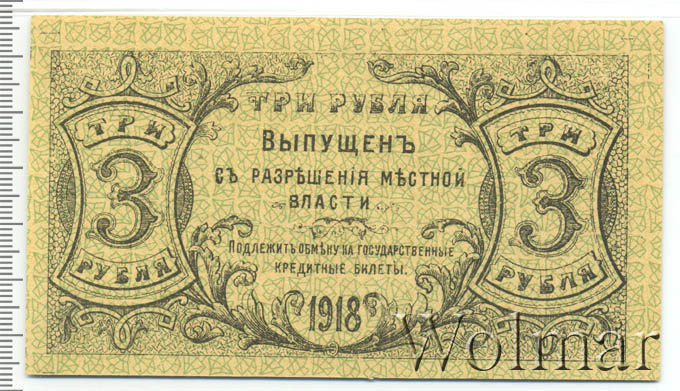 ТРИ РУБЛЯ
ТРИ
3
РУБЛЯ
ВЫПУЩЕНЪ
СЪ РАЗРѢШЕНІЯ МѢСТНОЙ
ВЛАСТИ.
ПОДЛЕЖИТЪ ОБМѢНУ НА ГОСУДАРСТВЕННЫЕ
КРЕДИТНЫЕ БИЛЕТЫ.
1918
ТРИ
3
РУБЛЯ
Wolmar